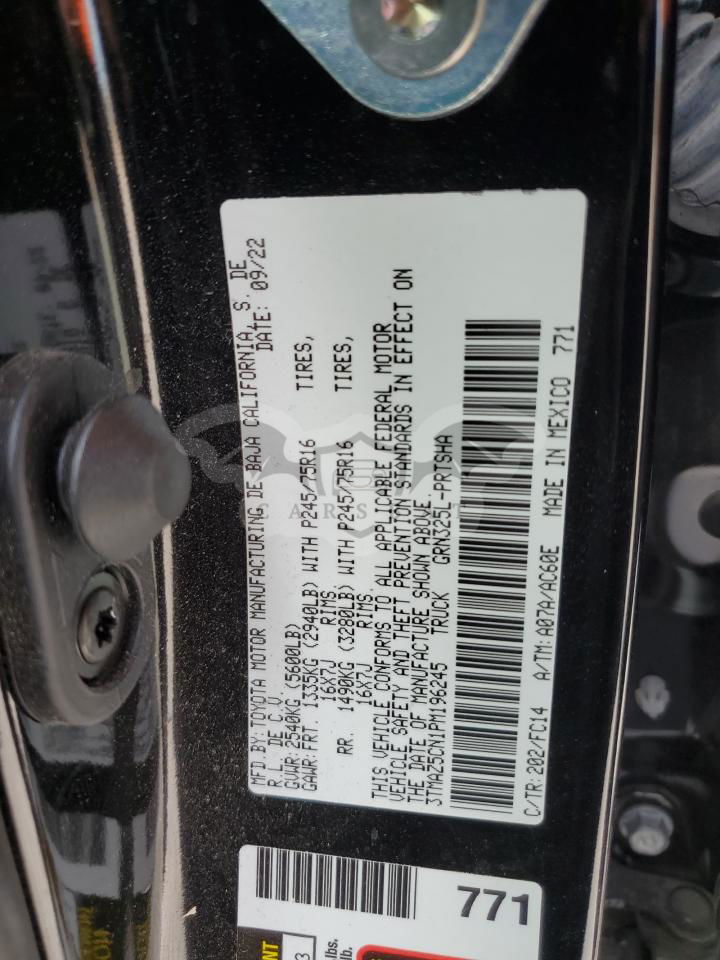 MFD.BY: TOYOTA MOTOR MANUFACTURING DE BAJA CALIFORNIA, S. DE
R.L. DE C.V. DATE: 09/22
GVWR: 2540KG (5600LB)
GAWR: FRT. 1335KG (2940LB) WITH P245/75R16 TIRES,
16X7J RIMS
RR. 1490KG (3280LB) WITH P245/75R16 TIRES,
16X7J RIMS
THIS VEHICLE CONFORMS TO ALL APPLICABLE FEDERAL MOTOR
VEHICLE SAFETY AND THEFT PREVENTION STANDARDS IN EFFECT ON
THE DATE OF MANUFACTURE SHOWN ABOVE.
3TMAZ5CN1PM196245 TRUCK GRN325L-PRTSHA
C/TR: 202/FC14 A/TM: A07A/AC60E MADE IN MEXICO 771
771
lbs.
lb.